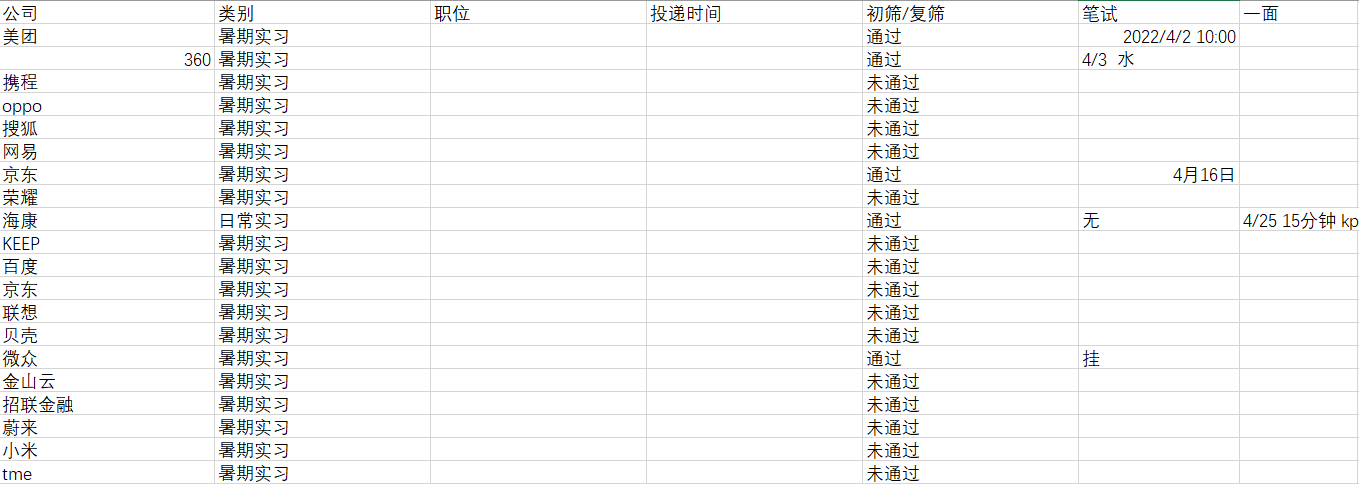 公司 类别 职位 投递时间 初筛/复筛 笔试 一面
美团 暑期实习 通过 2022/4/2 10:00
360 暑期实习 通过 4/3 水
携程 暑期实习 未通过
oppo 暑期实习 未通过
搜狐 暑期实习 未通过
网易 暑期实习 未通过
京东 暑期实习 通过 4月16日
荣耀 暑期实习 未通过
海康 日常实习 通过 无 4/25 15分钟 kp
KEEP 暑期实习 未通过
百度 暑期实习 未通过
京东 暑期实习 未通过
联想 暑期实习 未通过
贝壳 暑期实习 未通过
微众 暑期实习 通过 挂
金山云 暑期实习 未通过
招联金融 暑期实习 未通过
蔚来 暑期实习 未通过
小米 暑期实习 未通过
tme 暑期实习 未通过